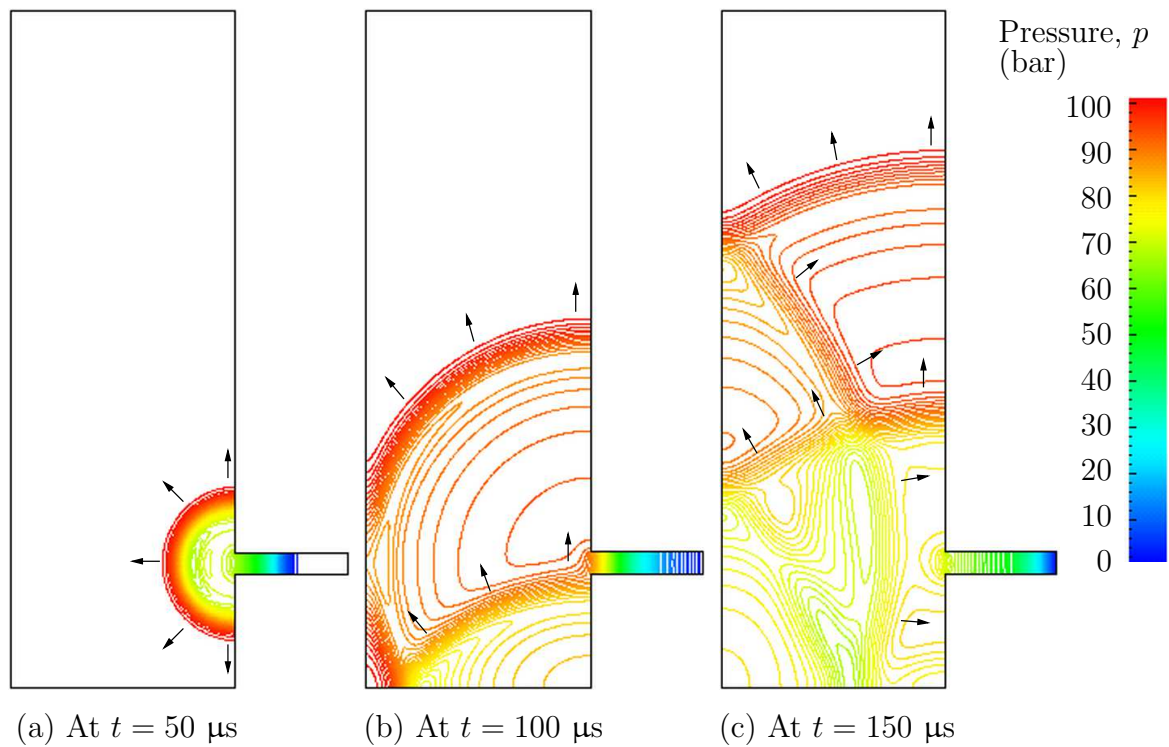 Pressure, p
(bar)
100
90
80
70
60
50
40
30
20
10
0
(a) At t = 50 μs
(b) At t = 100 μs
(c) At t = 150 μs